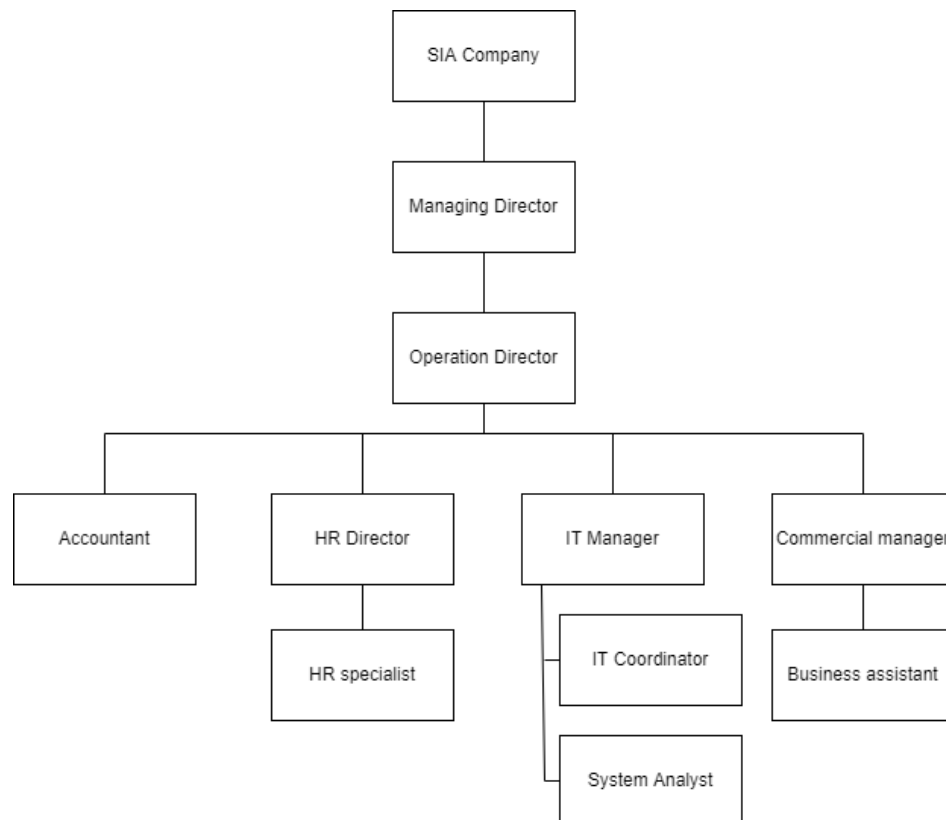 SIA Company
Managing Director
Operation Director
Accountant
HR Director
IT Manager
Commercial manager
HR specialist
IT Coordinator
Business assistant
System Analyst